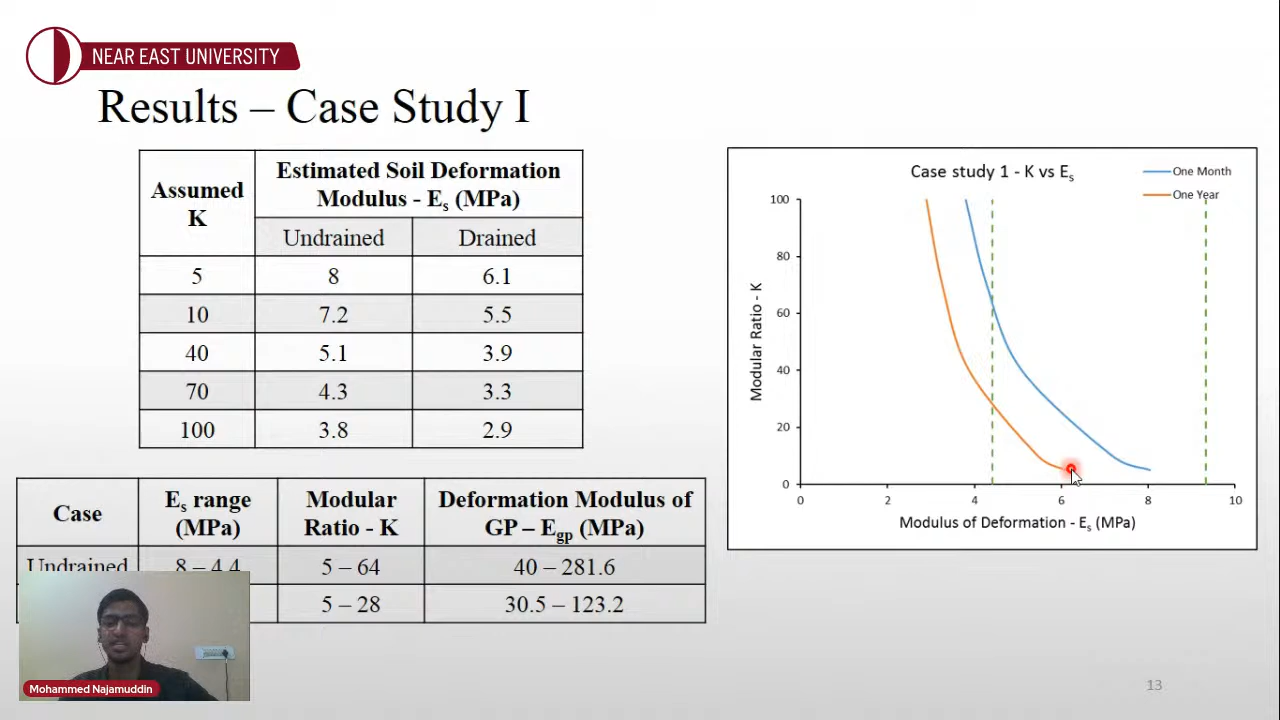 NEAR EAST UNIVERSITY
Results – Case Study I
Assumed K
Estimated Soil Deformation
Modulus - Es (MPa)
Undrained Drained
5 8 6.1
10 7.2 5.5
40 5.1 3.9
70 4.3 3.3
100 3.8 2.9
Case
Es range (MPa)
Modular Ratio - K
Deformation Modulus of GP – Egp (MPa)
Undrained 8 – 4.4 5 – 64 40 – 281.6
5 – 28 30.5 – 123.2
Mohammed Najamuddin
Case study 1 - K vs Es
One Month
One Year
Modular Ratio - K
100
80
60
40
20
0
0 2 4 6 8 10
Modulus of Deformation - Es (MPa)
13